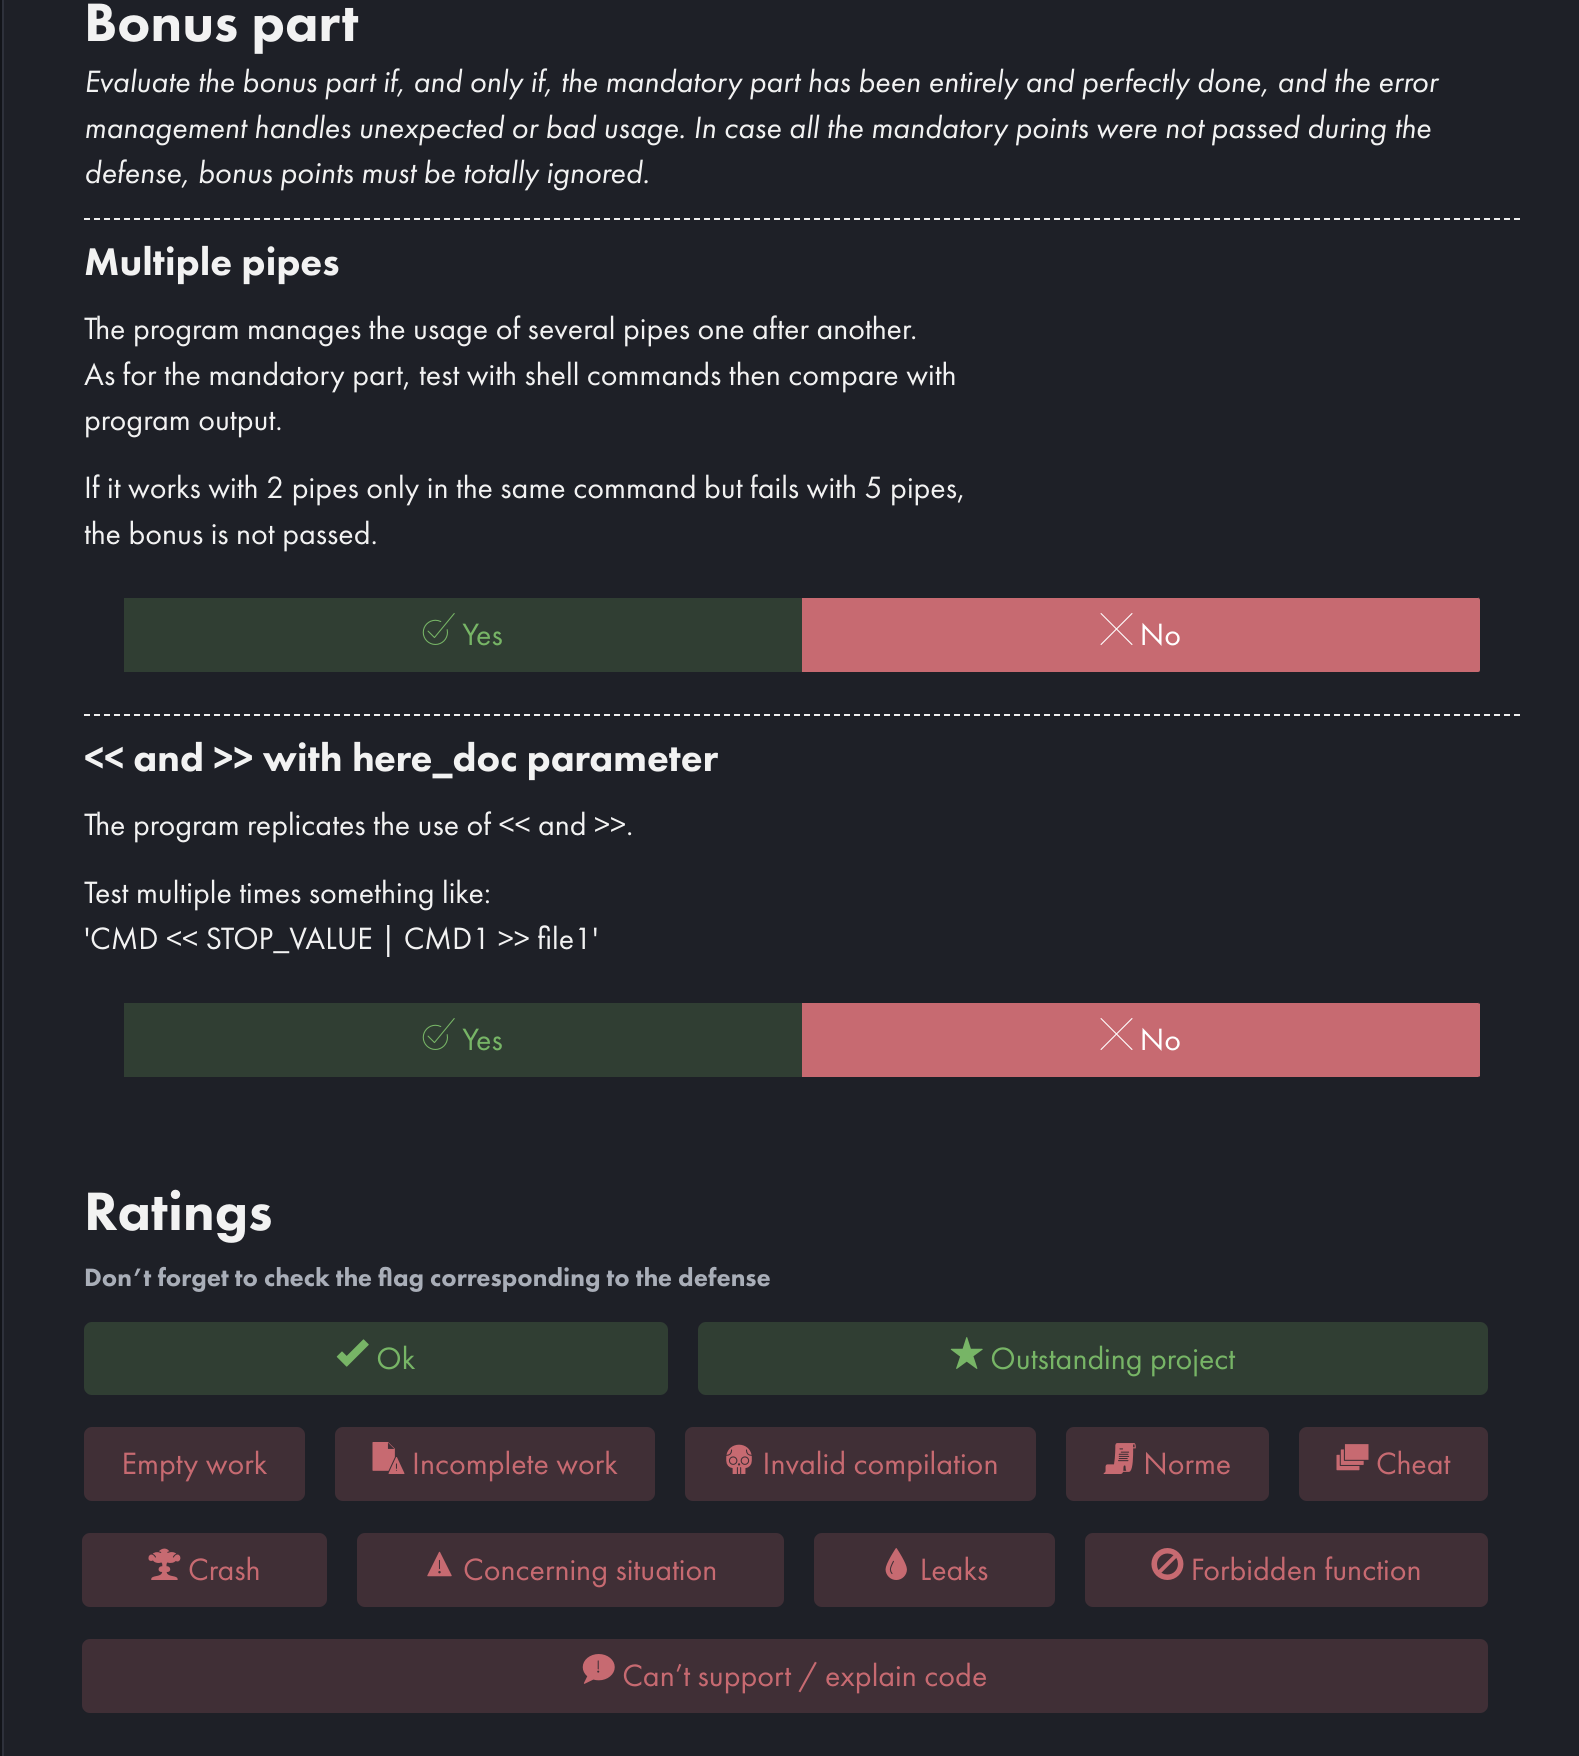 Bonus part
Evaluate the bonus part if, and only if, the mandatory part has been entirely and perfectly done, and the error
management handles unexpected or bad usage. In case all the mandatory points were not passed during the
defense, bonus points must be totally ignored.
Multiple pipes
The program manages the usage of several pipes one after another.
As for the mandatory part, test with shell commands then compare with
program output.
If it works with 2 pipes only in the same command but fails with 5 pipes,
the bonus is not passed.
Yes
No
<< and >> with here_doc parameter
The program replicates the use of << and >>.
Test multiple times something like:
'CMD << STOP_VALUE | CMD1 >> file1'
Yes
No
Ratings
Don’t forget to check the flag corresponding to the defense
Ok
Outstanding project
Empty work
Incomplete work
Invalid compilation
Norme
Cheat
Crash
Concerning situation
Leaks
Forbidden function
Can’t support / explain code